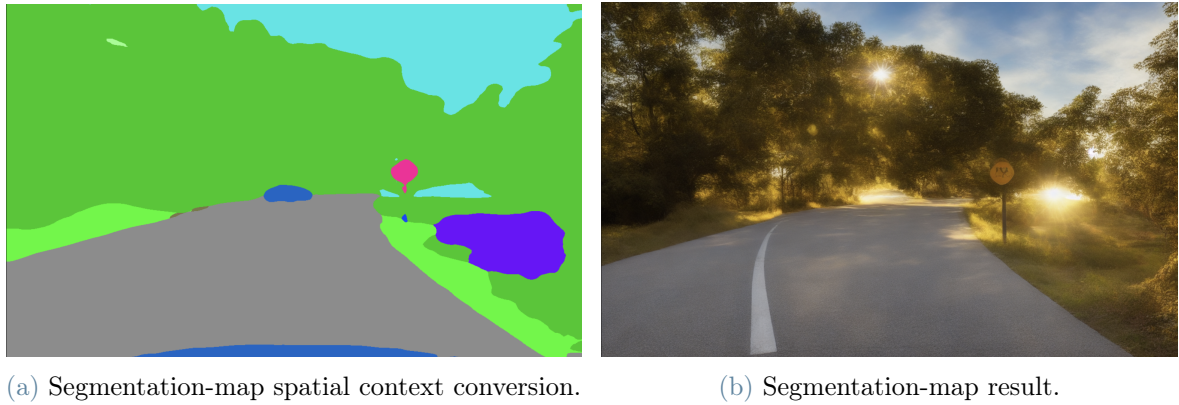 (a) Segmentation-map spatial context conversion.
(b) Segmentation-map result.